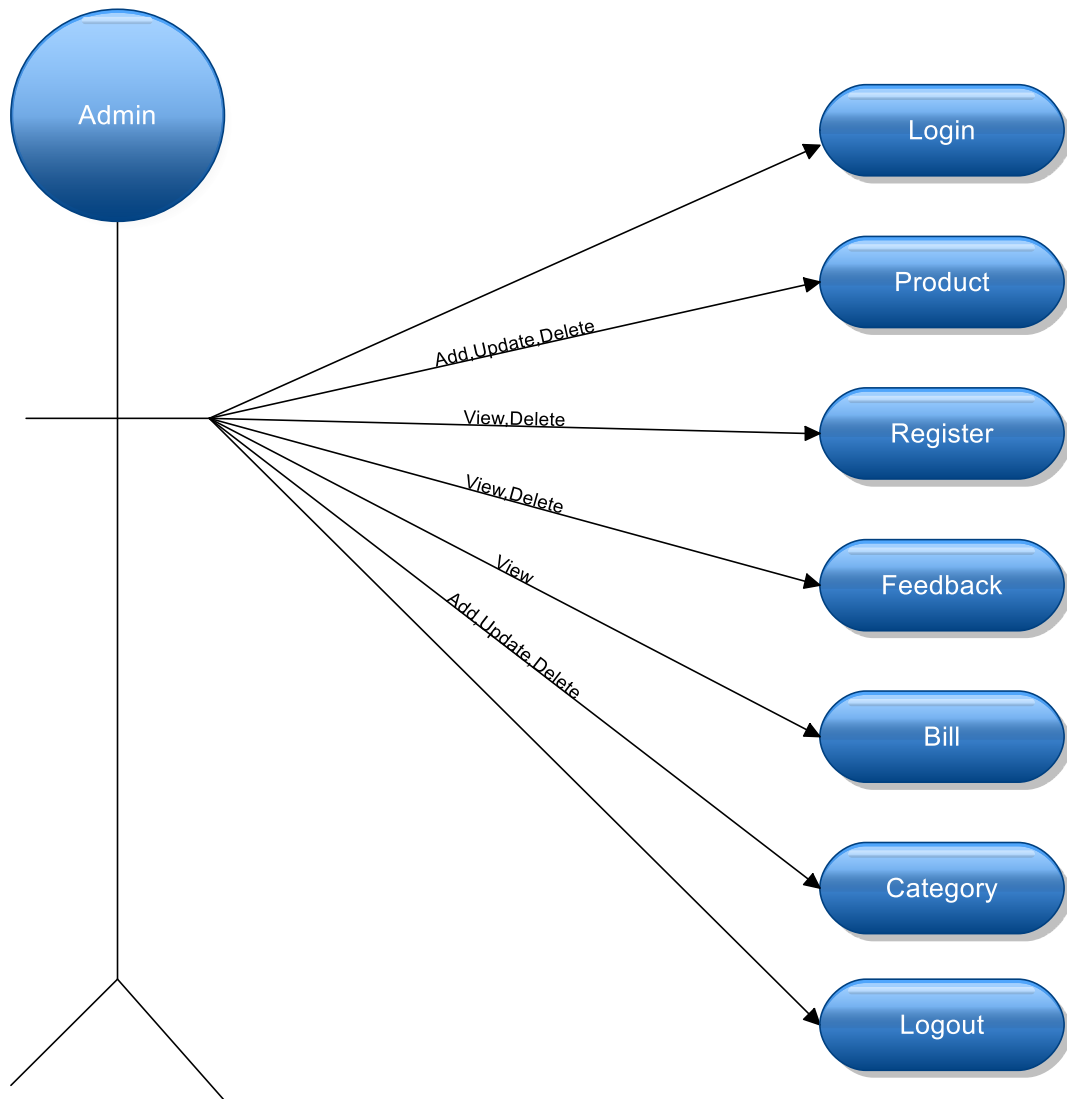 Admin
Login
Product
Add,Update,Delete
View,Delete
Register
View,Delete
Feedback
View
Bill
Add,Update,Delete
Category
Logout